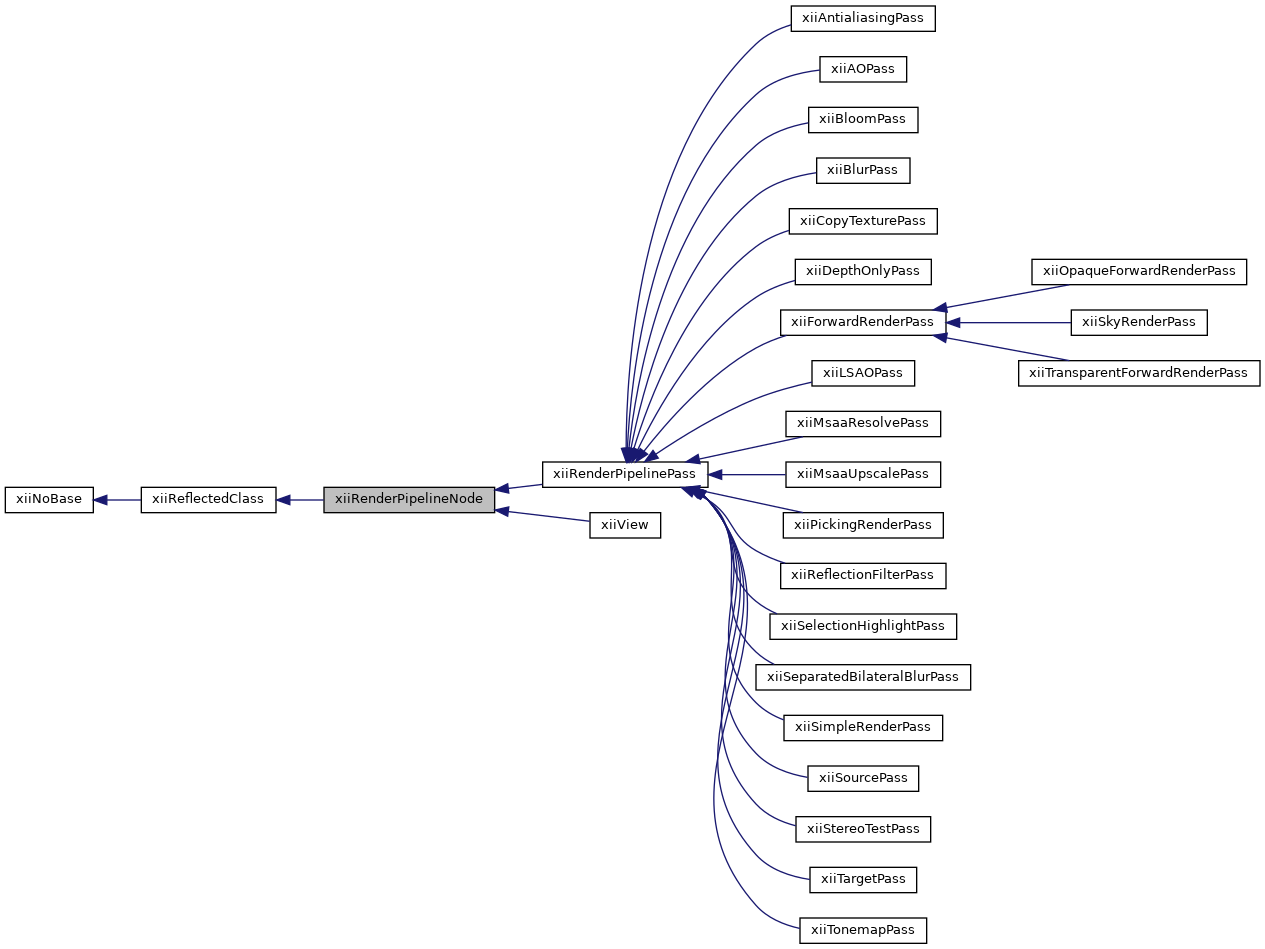 xiiAntialiasingPass
xiiAOPass
xiiBloomPass
xiiBlurPass
xiiCopyTexturePass
xiiDepthOnlyPass
xiiOpaqueForwardRenderPass
xiiForwardRenderPass
xiiSkyRenderPass
xiiLSAOPass
xiiTransparentForwardRenderPass
xiiMsaaResolvePass
xiiRenderPipelinePass
xiiMsaaUpscalePass
xiiNoBase
xiiReflectedClass
xiiRenderPipelineNode
xiiView
xiiPickingRenderPass
xiiReflectionFilterPass
xiiSelectionHighlightPass
xiiSeparatedBilateralBlurPass
xiiSimpleRenderPass
xiiSourcePass
xiiStereoTestPass
xiiTargetPass
xiiTonemapPass